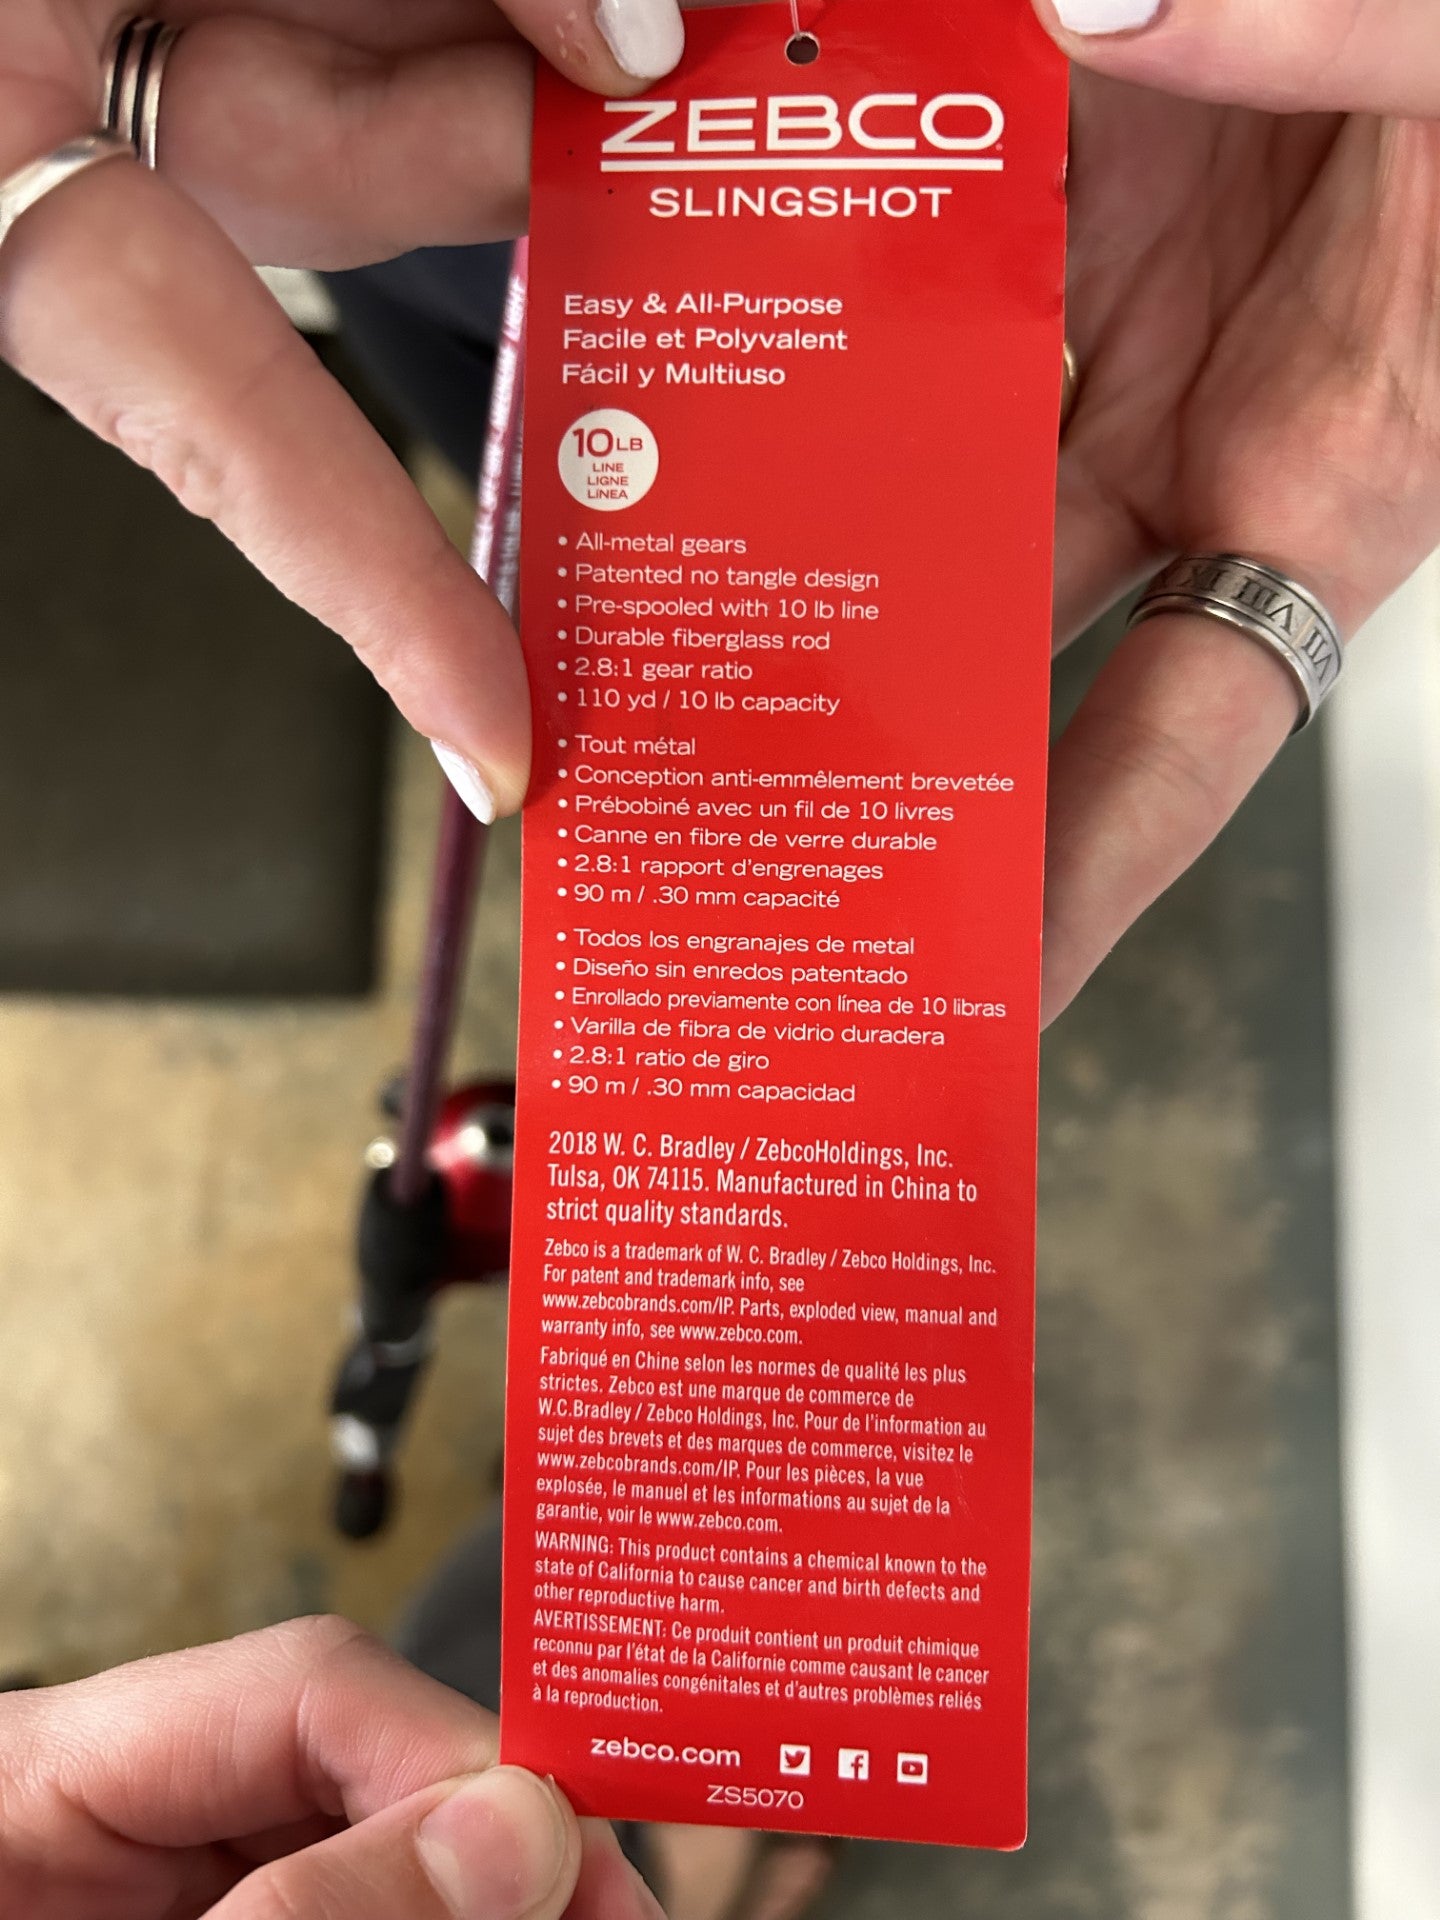 ZEBCO
SLINGSHOT
Easy & All-Purpose
Facile et Polyvalent
Fácil y Multiuso
10 LB
LINE
LIGNE
LÍNEA
• All-metal gears
• Patented no tangle design
• Pre-spooled with 10 lb line
• Durable fiberglass rod
• 2.8:1 gear ratio
• 110 yd / 10 lb capacity
• Tout métal
• Conception anti-emmêlement brevetée
• Prébobiné avec un fil de 10 livres
• Canne en fibre de verre durable
• 2.8:1 rapport d'engrenages
• 90 m / .30 mm capacité
• Todos los engranajes de metal
• Diseño sin enredos patentado
• Enrollado previamente con línea de 10 libras
• Varilla de fibra de vidrio duradera
• 2.8:1 ratio de giro
• 90 m / .30 mm capacidad
2018 W. C. Bradley / ZebcoHoldings, Inc.
Tulsa, OK 74115. Manufactured in China to
strict quality standards.
Zebco is a trademark of W. C. Bradley / Zebco Holdings, Inc.
For patent and trademark info, see
www.zebcobrands.com/IP. Parts, exploded view, manual and
warranty info, see www.zebco.com.
Fabriqué en Chine selon les normes de qualité les plus
strictes. Zebco est une marque de commerce de
W.C.Bradley / Zebco Holdings, Inc. Pour de l'information au
sujet des brevets et des marques de commerce, visitez le
www.zebcobrands.com/IP. Pour les pièces, la vue
explosée, le manuel et les informations au sujet de la
garantie, voir le www.zebco.com.
WARNING: This product contains a chemical known to the
state of California to cause cancer and birth defects and
other reproductive harm.
AVERTISSEMENT: Ce produit contient un produit chimique
reconnu par l'état de la Californie comme causant le cancer
et des anomalies congénitales et d'autres problèmes reliés
à la reproduction.
zebco.com
ZS5070
VII VIII IX X
LIGHT